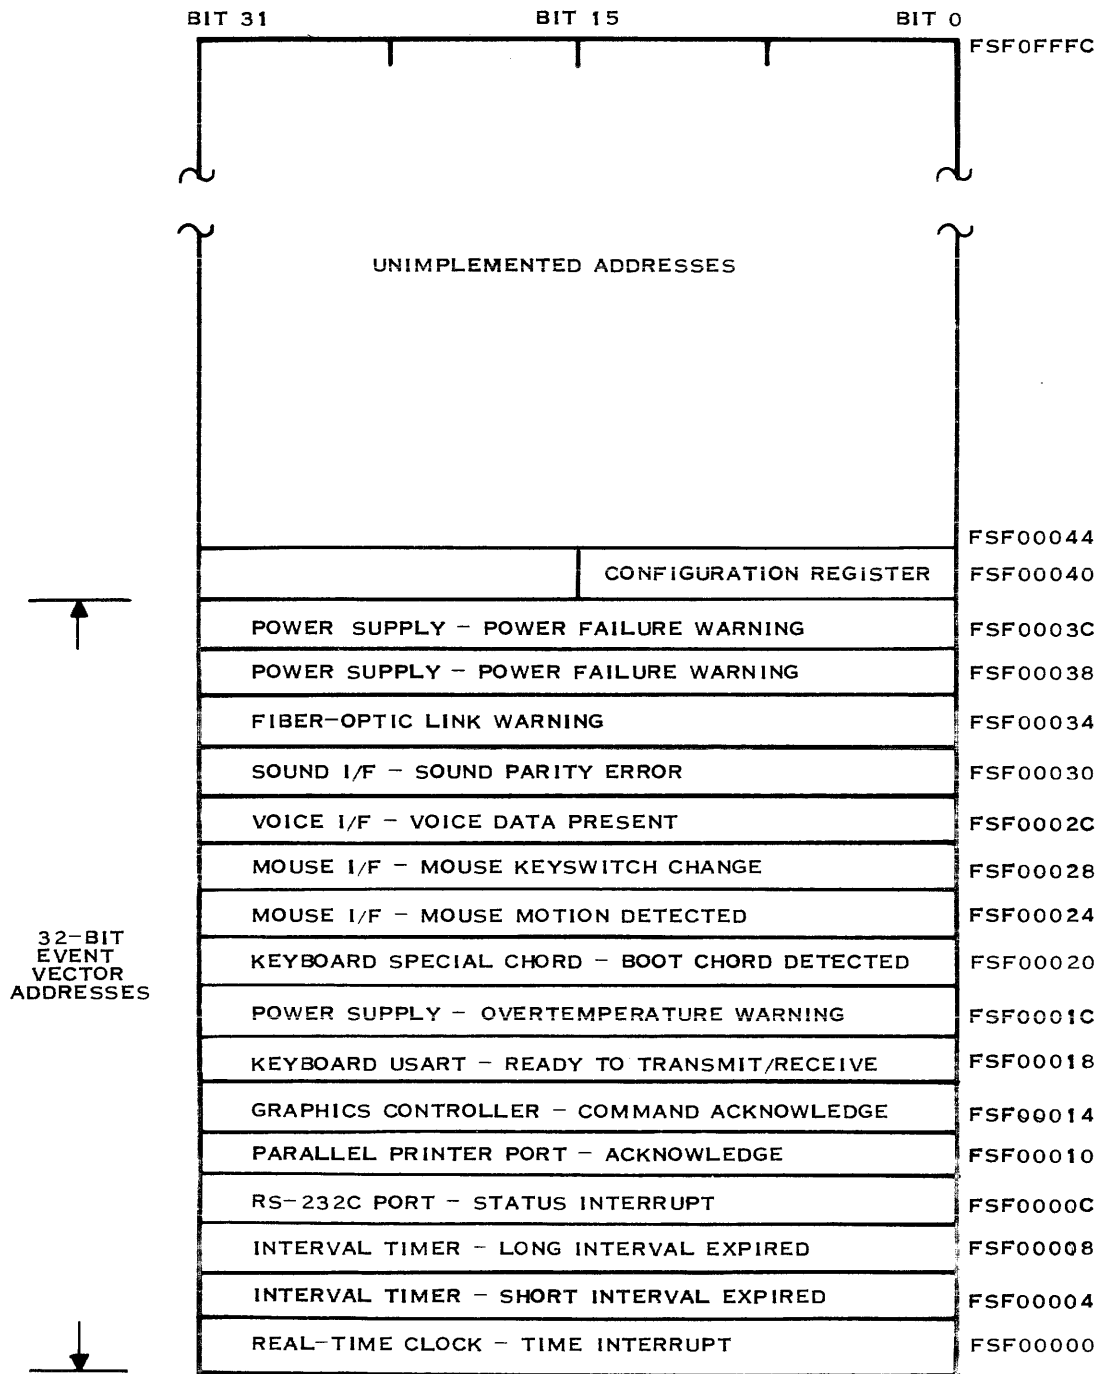 BIT 31 BIT 15 BIT 0
FSF0FFFC
UNIMPLEMENTED ADDRESSES
FSF00044
CONFIGURATION REGISTER FSF00040
POWER SUPPLY - POWER FAILURE WARNING FSF0003C
POWER SUPPLY - POWER FAILURE WARNING FSF00038
FIBER-OPTIC LINK WARNING FSF00034
SOUND I/F - SOUND PARITY ERROR FSF00030
VOICE I/F - VOICE DATA PRESENT FSF0002C
MOUSE I/F - MOUSE KEYSWITCH CHANGE FSF00028
MOUSE I/F - MOUSE MOTION DETECTED FSF00024
32-BIT
EVENT
VECTOR
ADDRESSES
KEYBOARD SPECIAL CHORD - BOOT CHORD DETECTED FSF00020
POWER SUPPLY - OVERTEMPERATURE WARNING FSF0001C
KEYBOARD USART - READY TO TRANSMIT/RECEIVE FSF00018
GRAPHICS CONTROLLER - COMMAND ACKNOWLEDGE FSF00014
PARALLEL PRINTER PORT - ACKNOWLEDGE FSF00010
RS-232C PORT - STATUS INTERRUPT FSF0000C
INTERVAL TIMER - LONG INTERVAL EXPIRED FSF00008
INTERVAL TIMER - SHORT INTERVAL EXPIRED FSF00004
REAL-TIME CLOCK - TIME INTERRUPT FSF00000